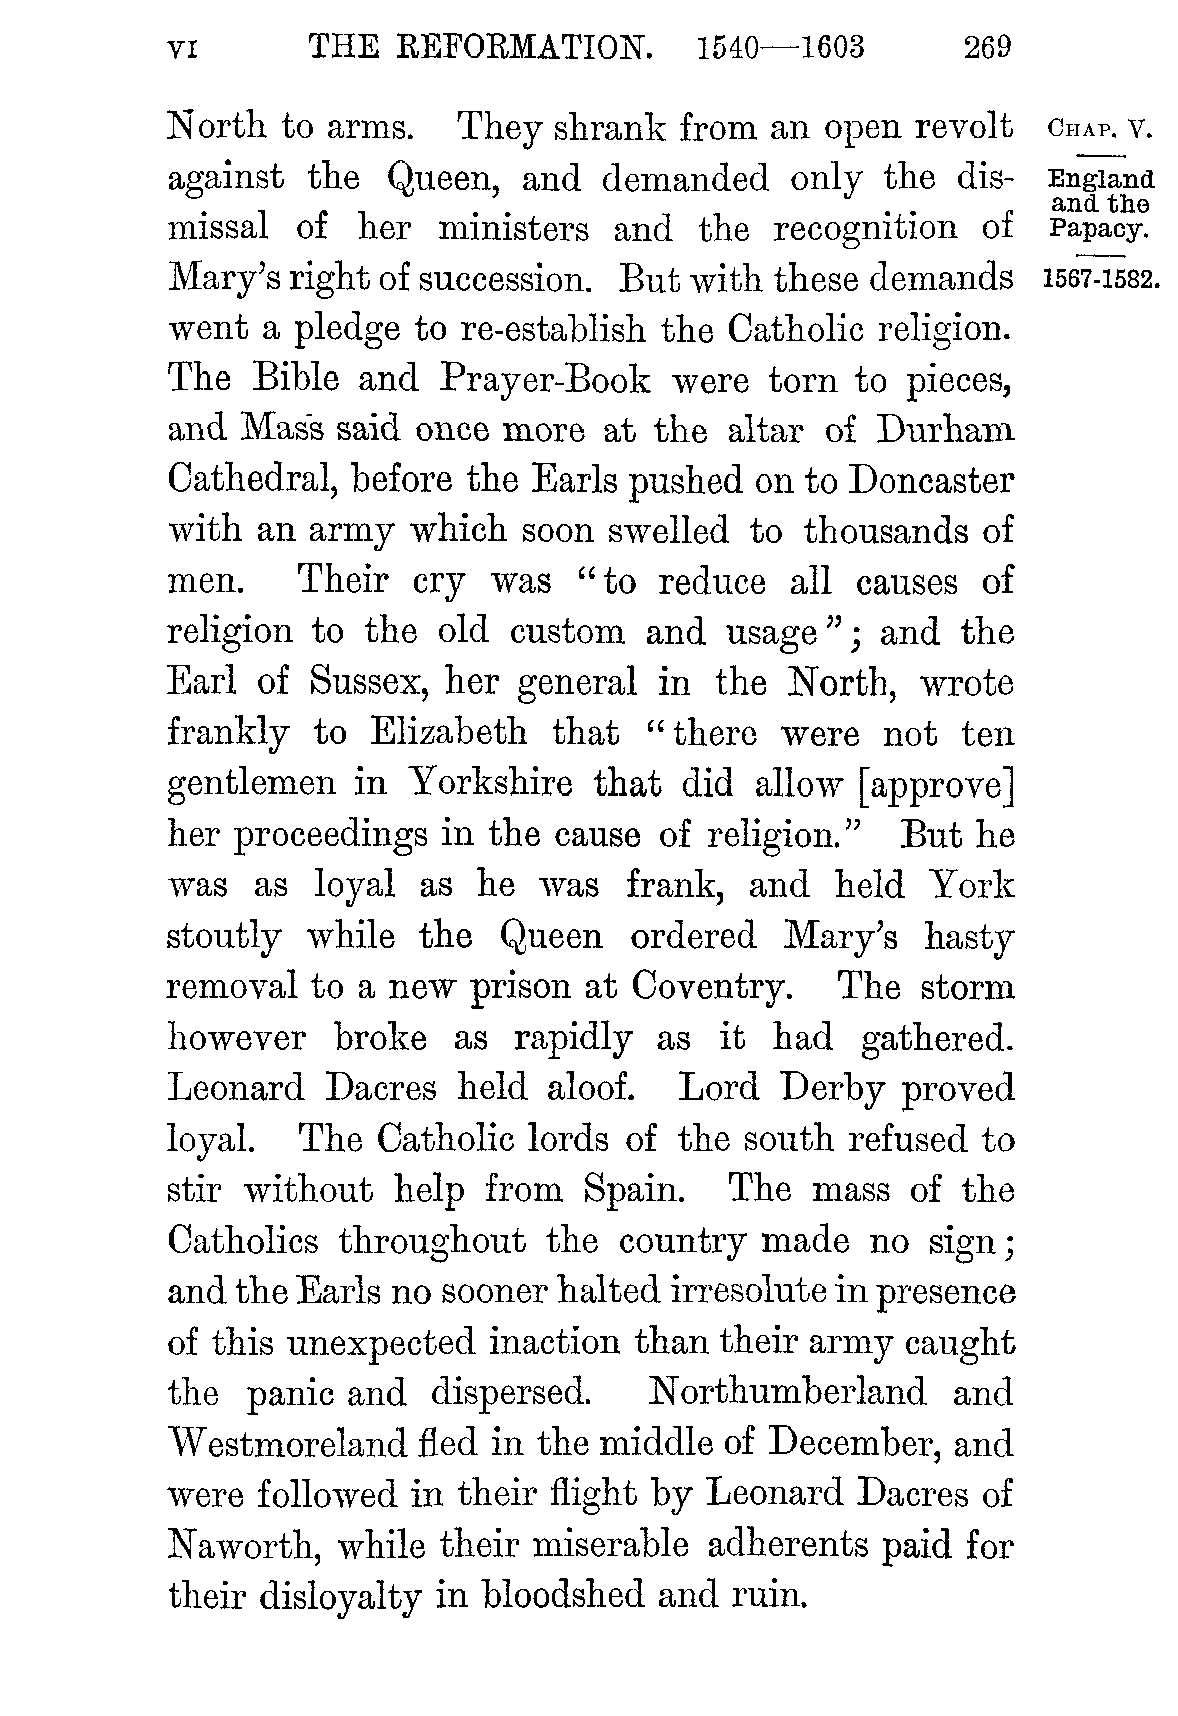 VI THE REFORMATION. 1540—1603 269
North to arms. They shrank from an open revolt
against the Queen, and demanded only the dis-
missal of her ministers and the recognition of
Mary's right of succession. But with these demands
went a pledge to re-establish the Catholic religion.
The Bible and Prayer-Book were torn to pieces,
and Mass said once more at the altar of Durham
Cathedral, before the Earls pushed on to Doncaster
with an army which soon swelled to thousands of
men. Their cry was "to reduce all causes of
religion to the old custom and usage"; and the
Earl of Sussex, her general in the North, wrote
frankly to Elizabeth that "there were not ten
gentlemen in Yorkshire that did allow [approve]
her proceedings in the cause of religion." But he
was as loyal as he was frank, and held York
stoutly while the Queen ordered Mary's hasty
removal to a new prison at Coventry. The storm
however broke as rapidly as it had gathered.
Leonard Dacres held aloof. Lord Derby proved
loyal. The Catholic lords of the south refused to
stir without help from Spain. The mass of the
Catholics throughout the country made no sign;
and the Earls no sooner halted irresolute in presence
of this unexpected inaction than their army caught
the panic and dispersed. Northumberland and
Westmoreland fled in the middle of December, and
were followed in their flight by Leonard Dacres of
Naworth, while their miserable adherents paid for
their disloyalty in bloodshed and ruin.
CHAP. V.
England
and the
Papacy.
1567-1582.